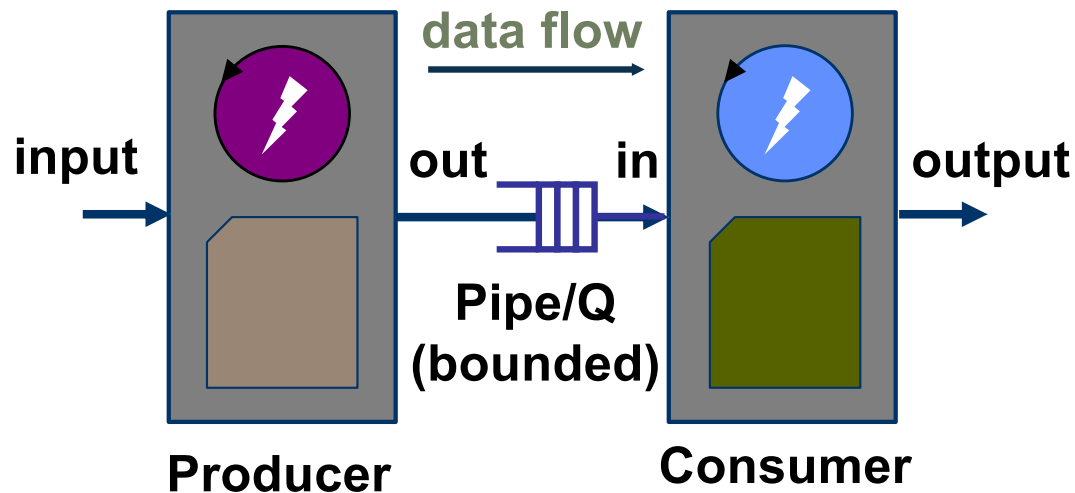 data flow
input
out
in
output
Pipe/Q
(bounded)
Producer
Consumer